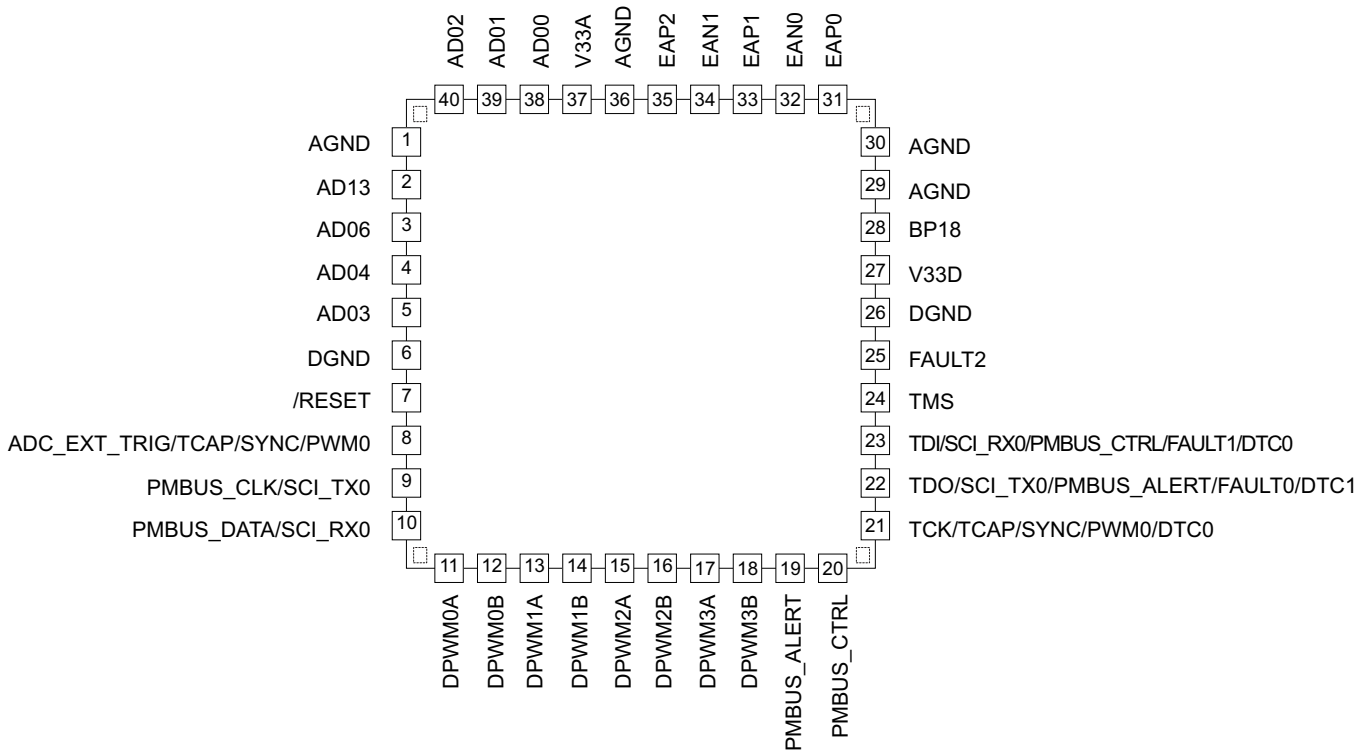 AD02
AD01
AD00
V33A
AGND
EAP2
EAN1
EAP1
EAN0
EAP0
40
39
38
37
36
35
34
33
32
31
AGND 1
AD13 2
AD06 3
AD04 4
AD03 5
DGND 6
/RESET 7
ADC_EXT_TRIG/TCAP/SYNC/PWM0 8
PMBUS_CLK/SCI_TX0 9
PMBUS_DATA/SCI_RX0 10
30 AGND
29 AGND
28 BP18
27 V33D
26 DGND
25 FAULT2
24 TMS
23 TDI/SCI_RX0/PMBUS_CTRL/FAULT1/DTC0
22 TDO/SCI_TX0/PMBUS_ALERT/FAULT0/DTC1
21 TCK/TCAP/SYNC/PWM0/DTC0
11
12
13
14
15
16
17
18
19
20
DPWM0A
DPWM0B
DPWM1A
DPWM1B
DPWM2A
DPWM2B
DPWM3A
DPWM3B
PMBUS_ALERT
PMBUS_CTRL